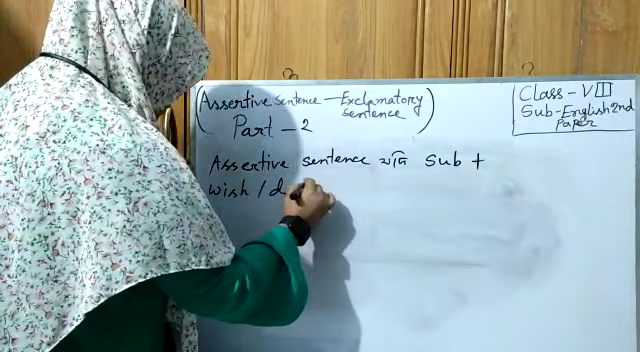 (Assertive sentence – Exclamatory sentence)
Part – 2
Class – VIII
Sub – English 2nd Paper
Assertive sentence যদি Sub +
wish / d